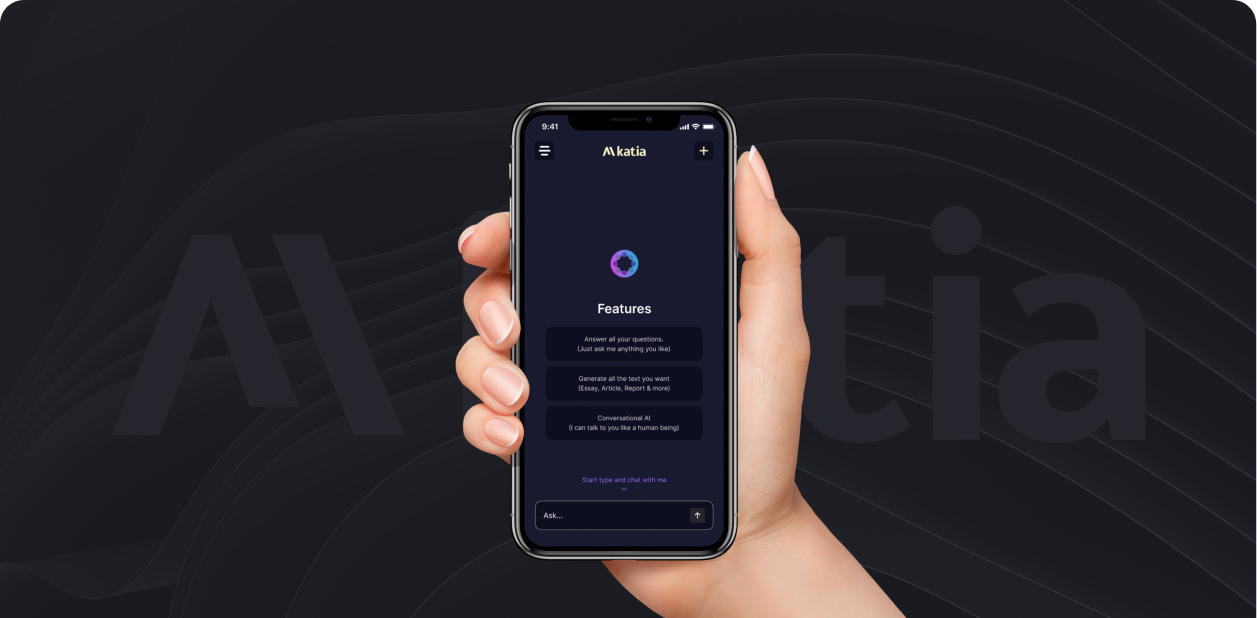 9:41
katia
Features
Answer all your questions.
(Just ask me anything you like)
Generate all the text you want
(Essay, Article, Report & more)
Conversational AI
(I can talk to you like a human being)
Start type and chat with me
Ask...
tia